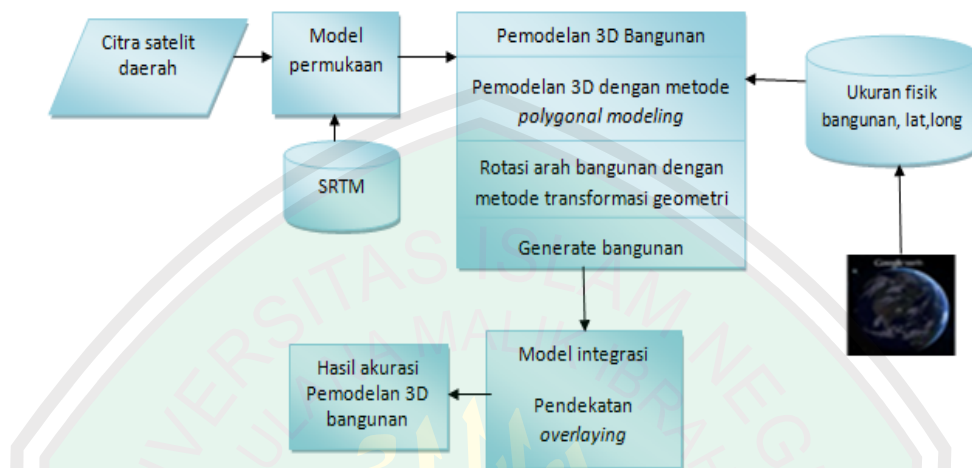 Citra satelit
daerah
Model
permukaan
SRTM
Pemodelan 3D Bangunan
Pemodelan 3D dengan metode
polygonal modeling
Rotasi arah bangunan dengan
metode transformasi geometri
Generate bangunan
Ukuran fisik
bangunan, lat,long
Model integrasi
Pendekatan
overlaying
Hasil akurasi
Pemodelan 3D
bangunan